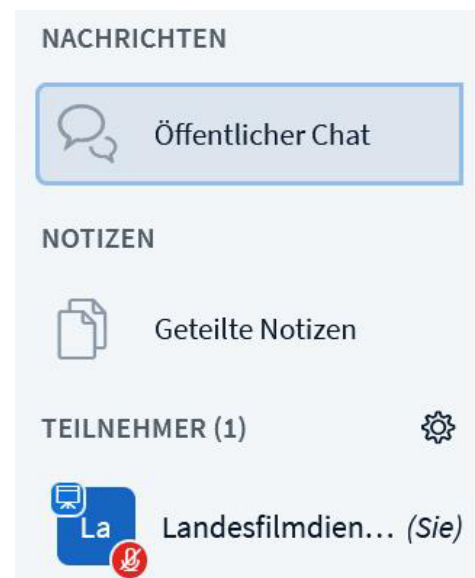 NACHRICHTEN
Öffentlicher Chat
NOTIZEN
Geteilte Notizen
TEILNEHMER (1)
La Landesfilmdien... (Sie)